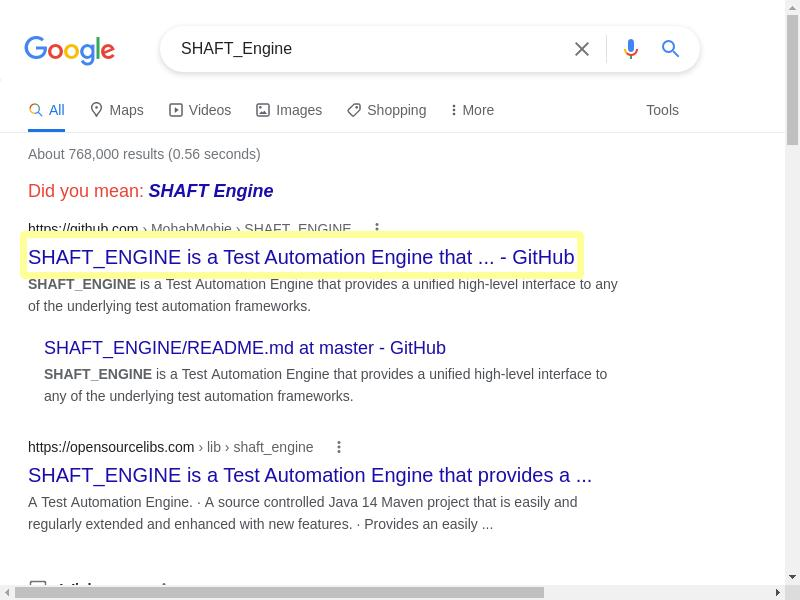 Google
SHAFT_Engine
All Maps Videos Images Shopping More Tools
About 768,000 results (0.56 seconds)
Did you mean: SHAFT Engine
https://github.com › MohabMohie › SHAFT_ENGINE
SHAFT_ENGINE is a Test Automation Engine that ... - GitHub
SHAFT_ENGINE is a Test Automation Engine that provides a unified high-level interface to any
of the underlying test automation frameworks.
SHAFT_ENGINE/README.md at master - GitHub
SHAFT_ENGINE is a Test Automation Engine that provides a unified high-level interface to
any of the underlying test automation frameworks.
https://opensourcelibs.com › lib › shaft_engine
SHAFT_ENGINE is a Test Automation Engine that provides a ...
A Test Automation Engine. · A source controlled Java 14 Maven project that is easily and
regularly extended and enhanced with new features. · Provides an easily ...